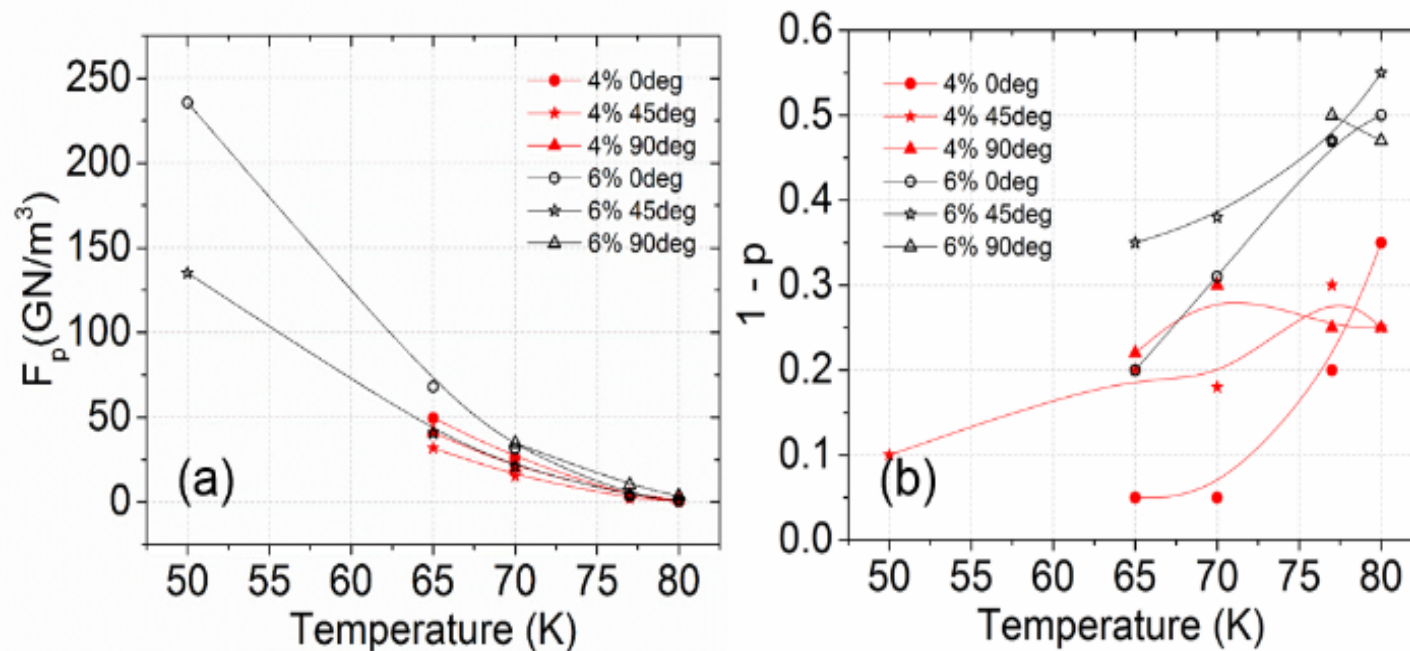 F_p(GN/m³)
250
200
150
100
50
0
4% 0deg
4% 45deg
4% 90deg
6% 0deg
6% 45deg
6% 90deg
(a)
50 55 60 65 70 75 80
Temperature (K)
1 - p
0.6
0.5
0.4
0.3
0.2
0.1
0.0
4% 0deg
4% 45deg
4% 90deg
6% 0deg
6% 45deg
6% 90deg
(b)
50 55 60 65 70 75 80
Temperature (K)